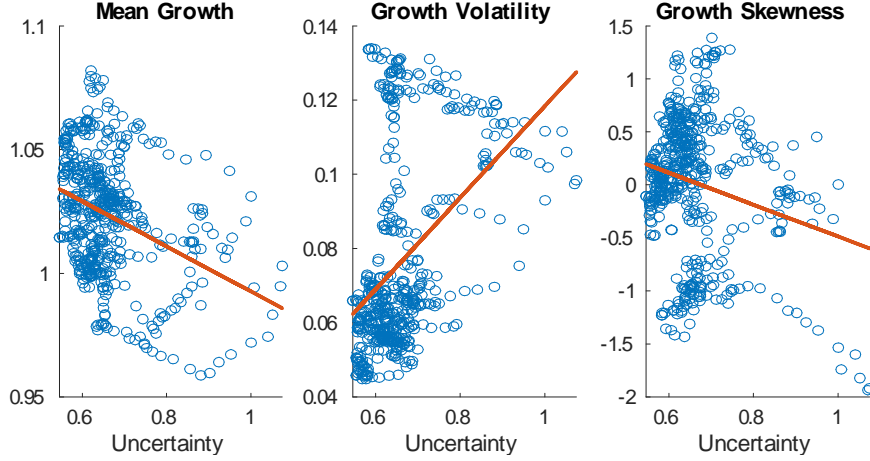 Mean Growth
1.1
1.05
1
0.95
0.6 0.8 1
Uncertainty
Growth Volatility
0.14
0.12
0.1
0.08
0.06
0.04
0.6 0.8 1
Uncertainty
Growth Skewness
1.5
1
0.5
0
-0.5
-1
-1.5
-2
0.6 0.8 1
Uncertainty